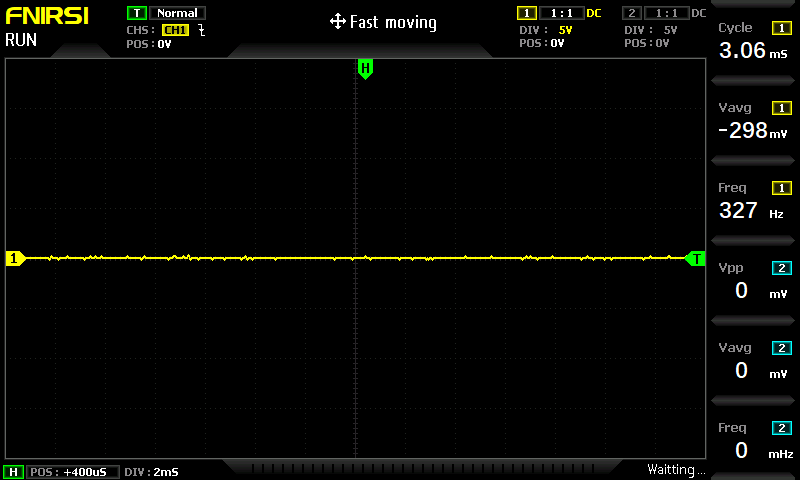 FNIRSI
RUN
T Normal
CHS: CH1
POS:0V
Fast moving
1 1:1 DC
DIV: 5V
POS:0V
2 1:1 DC
DIV: 5V
POS:0V
H
1
T
Cycle 1
3.06 mS
Vavg 1
-298 mV
Freq 1
327 Hz
Vpp 2
0 mV
Vavg 2
0 mV
Freq 2
0 mHz
H POS: +400uS DIV:2mS
Waitting...